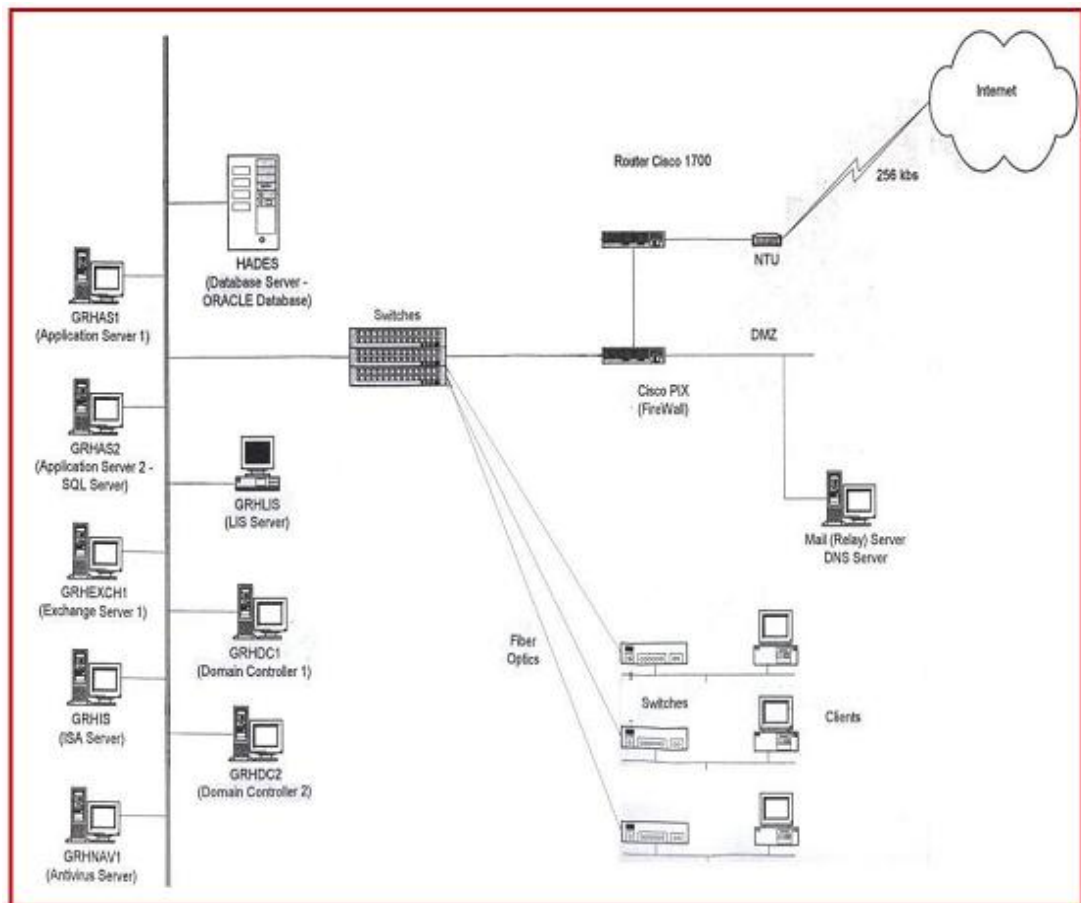 Internet
Router Cisco 1700
256 kbs
NTU
HADES
(Database Server -
ORACLE Database)
GRHAS1
(Application Server 1)
Switches
DMZ
Cisco PIX
(FireWall)
GRHAS2
(Application Server 2 -
SQL Server)
GRHLIS
(LIS Server)
Mail (Relay) Server
DNS Server
GRHEXCH1
(Exchange Server 1)
GRHDC1
(Domain Controller 1)
Fiber
Optics
GRHIS
(ISA Server)
Switches
Clients
GRHDC2
(Domain Controller 2)
GRHNAV1
(Antivirus Server)